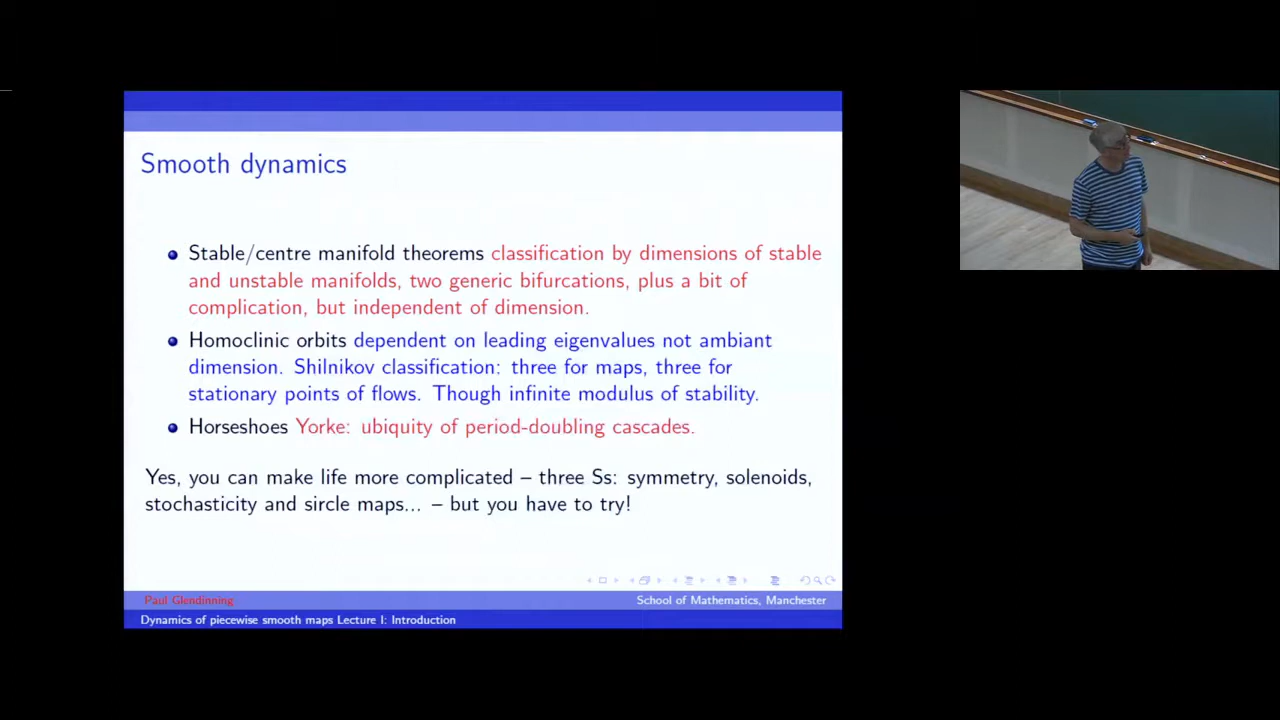 Smooth dynamics
Stable/centre manifold theorems classification by dimensions of stable
and unstable manifolds, two generic bifurcations, plus a bit of
complication, but independent of dimension.
Homoclinic orbits dependent on leading eigenvalues not ambiant
dimension. Shilnikov classification: three for maps, three for
stationary points of flows. Though infinite modulus of stability.
Horseshoes Yorke: ubiquity of period-doubling cascades.
Yes, you can make life more complicated – three Ss: symmetry, solenoids,
stochasticity and sircle maps... – but you have to try!
Paul Glendinning School of Mathematics, Manchester
Dynamics of piecewise smooth maps Lecture I: Introduction